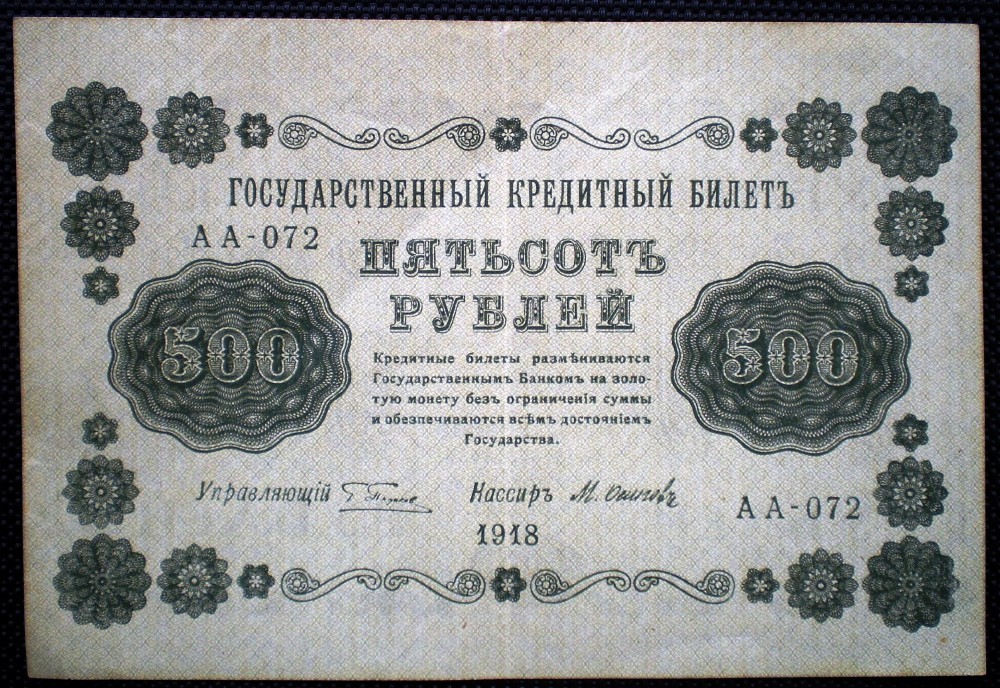 ГОСУДАРСТВЕННЫЙ КРЕДИТНЫЙ БИЛЕТЪ
АА-072
ПЯТЬСОТЪ
РУБЛЕЙ
500
500
Кредитные билеты размѣниваются
Государственнымъ Банкомъ на золо-
тую монету безъ ограниченія суммы
и обезпечиваются всѣмъ достояніемъ
Государства.
Управляющій
Кассиръ М. Осиповъ
АА-072
1918